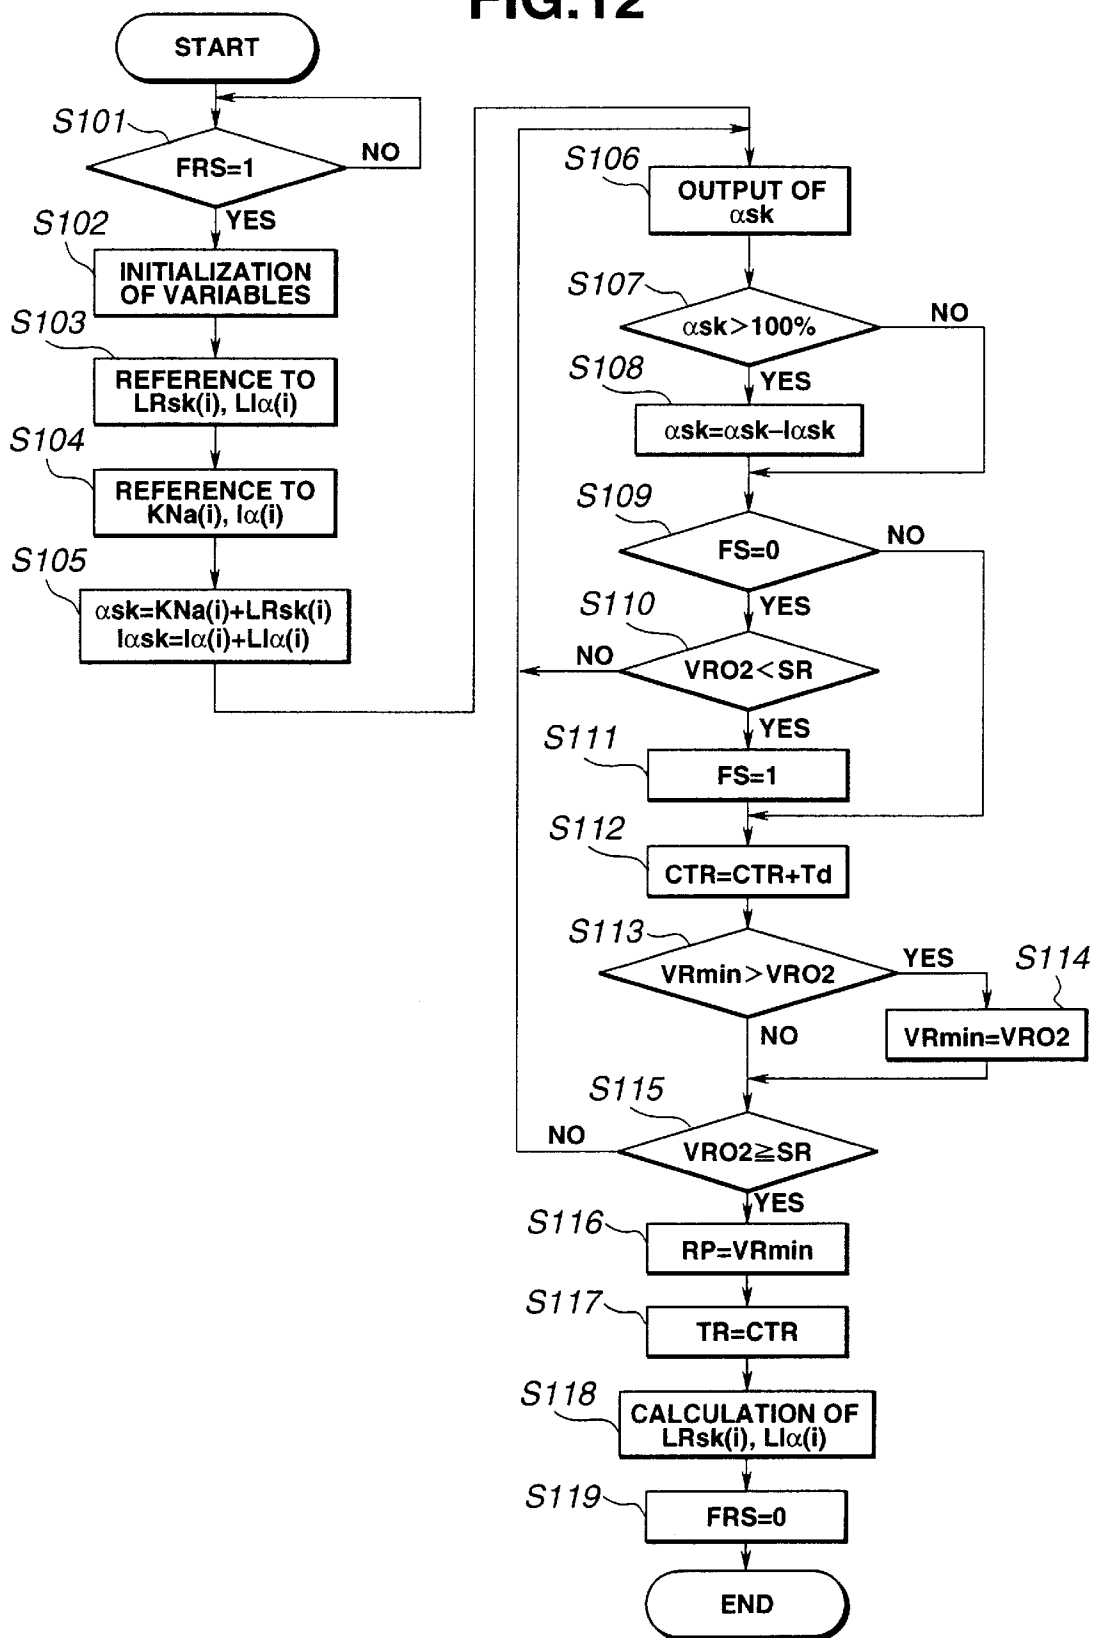 FIG.12
START
S101
FRS=1
NO
YES
S102
INITIALIZATION
OF VARIABLES
S103
REFERENCE TO
LRsk(i), LIα(i)
S104
REFERENCE TO
KNa(i), Iα(i)
S105
αsk=KNa(i)+LRsk(i)
Iαsk=Iα(i)+LIα(i)
S106
OUTPUT OF
αsk
S107
αsk>100%
NO
YES
S108
αsk=αsk–Iαsk
S109
FS=0
NO
YES
S110
VRO2<SR
NO
YES
S111
FS=1
S112
CTR=CTR+Td
S113
VRmin>VRO2
YES
S114
VRmin=VRO2
NO
S115
VRO2≧SR
NO
YES
S116
RP=VRmin
S117
TR=CTR
S118
CALCULATION OF
LRsk(i), LIα(i)
S119
FRS=0
END